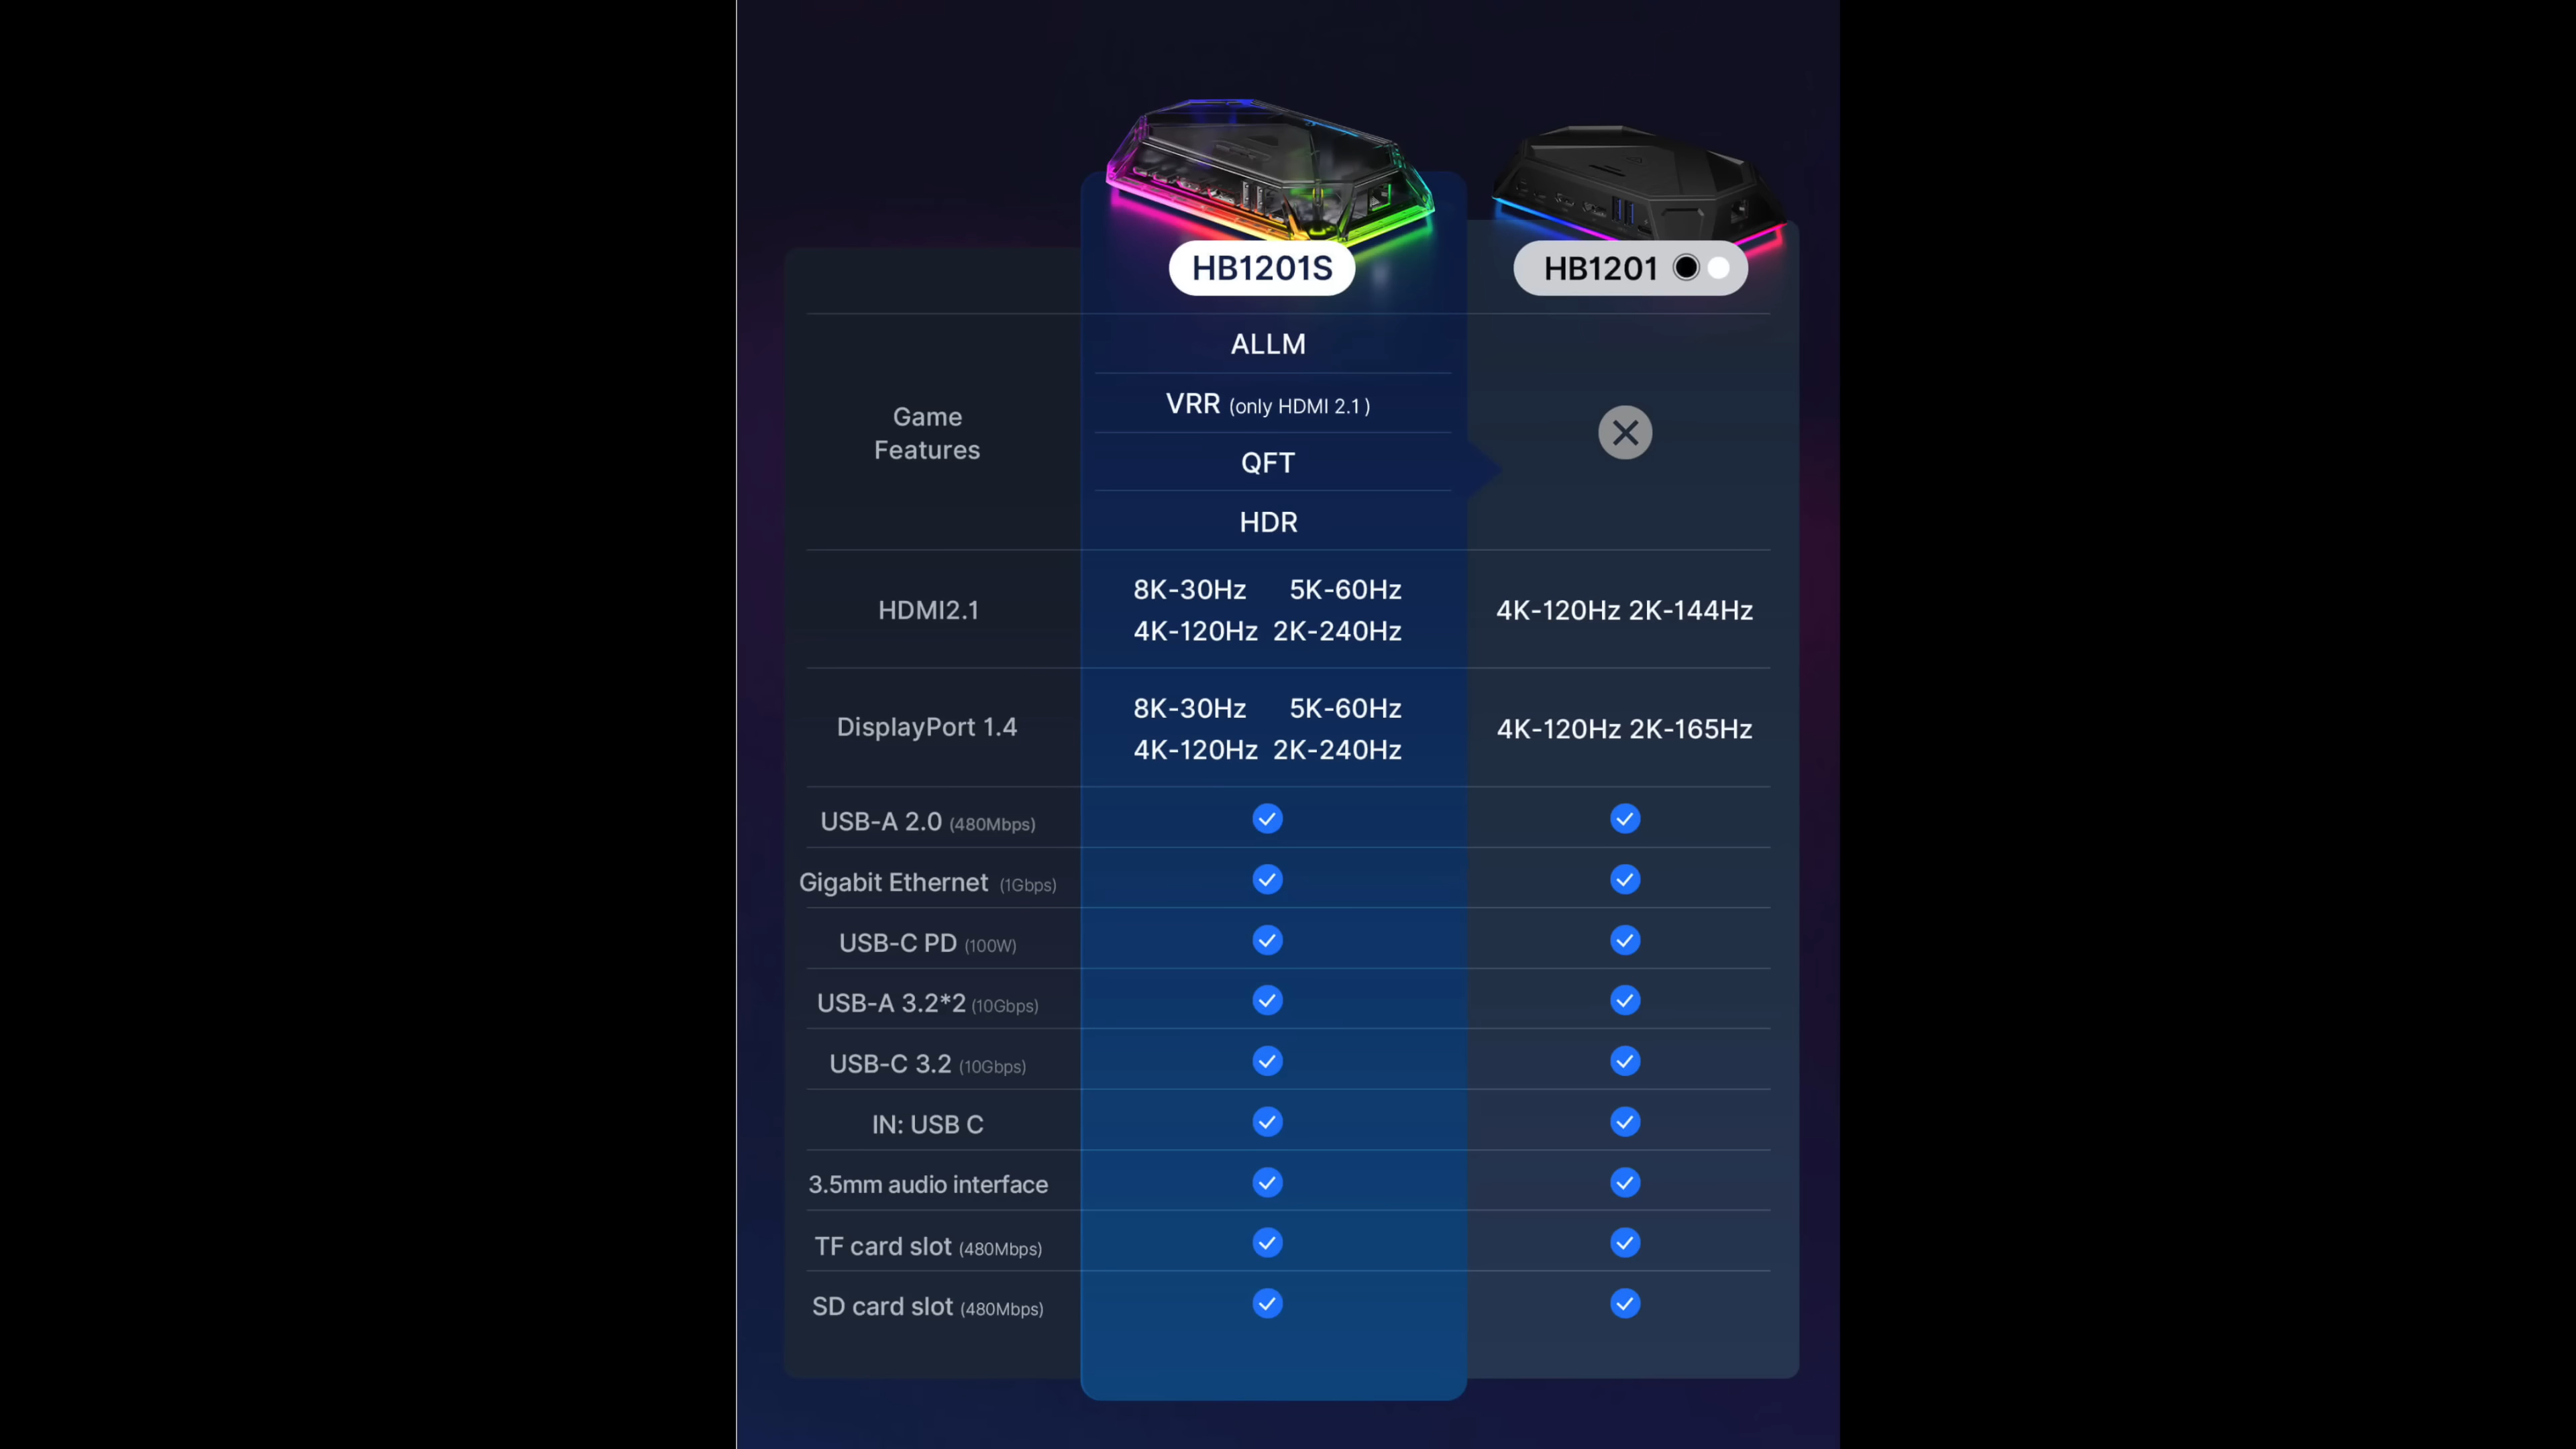 HB1201S
HB1201
Game
Features
ALLM
VRR (only HDMI 2.1 )
QFT
HDR
HDMI2.1
8K-30Hz 5K-60Hz
4K-120Hz 2K-240Hz
4K-120Hz 2K-144Hz
DisplayPort 1.4
8K-30Hz 5K-60Hz
4K-120Hz 2K-240Hz
4K-120Hz 2K-165Hz
USB-A 2.0 (480Mbps)
Gigabit Ethernet (1Gbps)
USB-C PD (100W)
USB-A 3.2*2 (10Gbps)
USB-C 3.2 (10Gbps)
IN: USB C
3.5mm audio interface
TF card slot (480Mbps)
SD card slot (480Mbps)